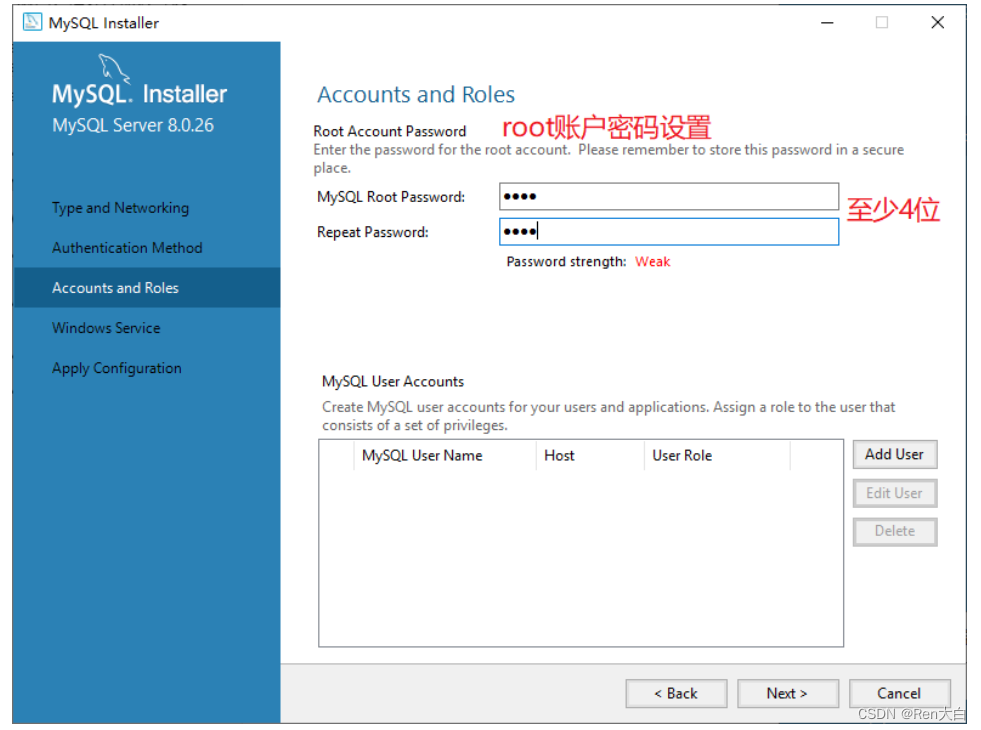 MySQL Installer
MySQL. Installer
MySQL Server 8.0.26
Type and Networking
Authentication Method
Accounts and Roles
Windows Service
Apply Configuration
Accounts and Roles
Root Account Password root账户密码设置
Enter the password for the root account. Please remember to store this password in a secure
place.
MySQL Root Password: ●●●●
至少4位
Repeat Password: ●●●●
Password strength: Weak
MySQL User Accounts
Create MySQL user accounts for your users and applications. Assign a role to the user that
consists of a set of privileges.
MySQL User Name Host User Role
Add User
Edit User
Delete
< Back Next > Cancel
CSDN @Ren大白